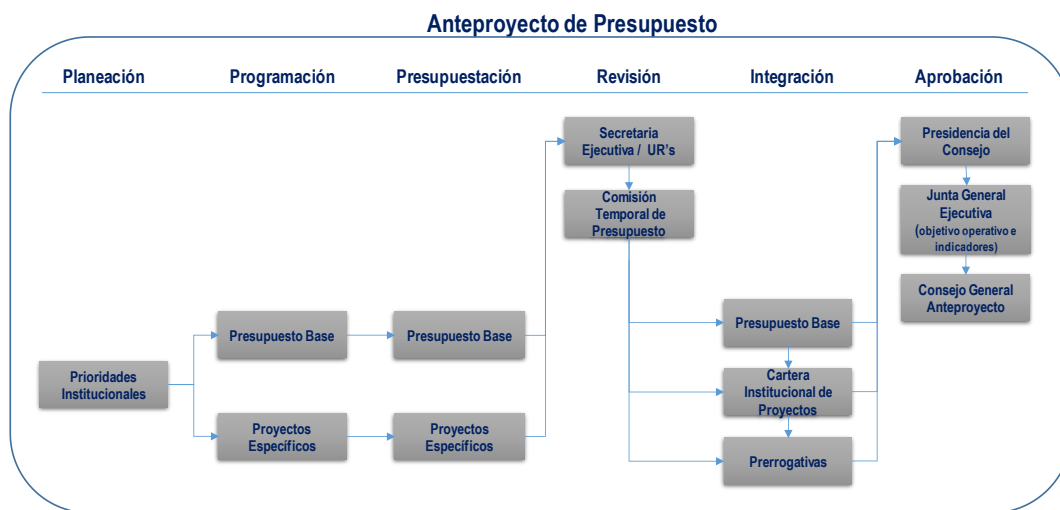 Anteproyecto de Presupuesto
Planeación
Programación
Presupuestación
Revisión
Integración
Aprobación
Prioridades
Institucionales
Presupuesto Base
Proyectos
Específicos
Presupuesto Base
Proyectos
Específicos
Secretaria
Ejecutiva / UR's
Comisión
Temporal de
Presupuesto
Presupuesto Base
Cartera
Institucional de
Proyectos
Prerrogativas
Presidencia del
Consejo
Junta General
Ejecutiva
(objetivo operativo e
indicadores)
Consejo General
Anteproyecto